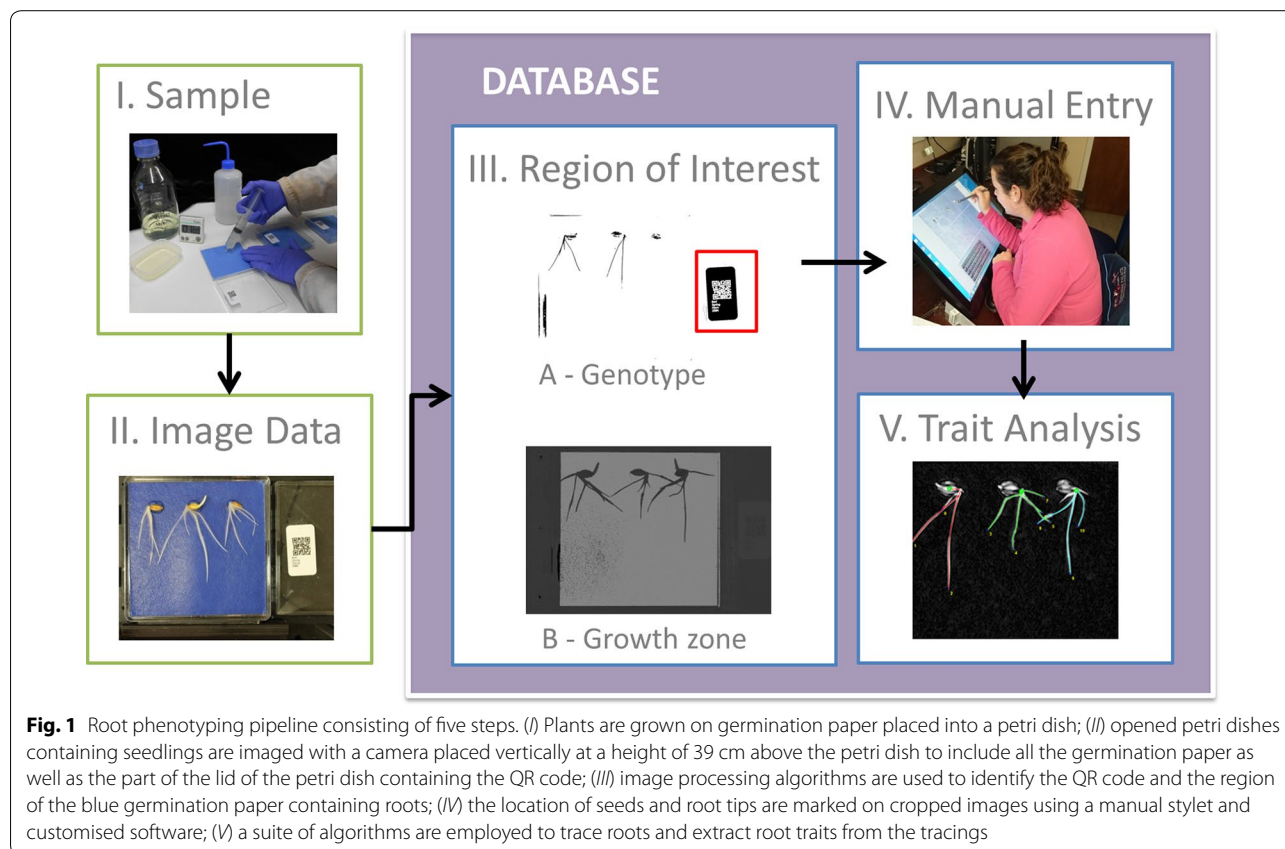 DATABASE
I. Sample
II. Image Data
III. Region of Interest
A - Genotype
B - Growth zone
IV. Manual Entry
V. Trait Analysis
Fig. 1 Root phenotyping pipeline consisting of five steps. (I) Plants are grown on germination paper placed into a petri dish; (II) opened petri dishes
containing seedlings are imaged with a camera placed vertically at a height of 39 cm above the petri dish to include all the germination paper as
well as the part of the lid of the petri dish containing the QR code; (III) image processing algorithms are used to identify the QR code and the region
of the blue germination paper containing roots; (IV) the location of seeds and root tips are marked on cropped images using a manual stylet and
customised software; (V) a suite of algorithms are employed to trace roots and extract root traits from the tracings